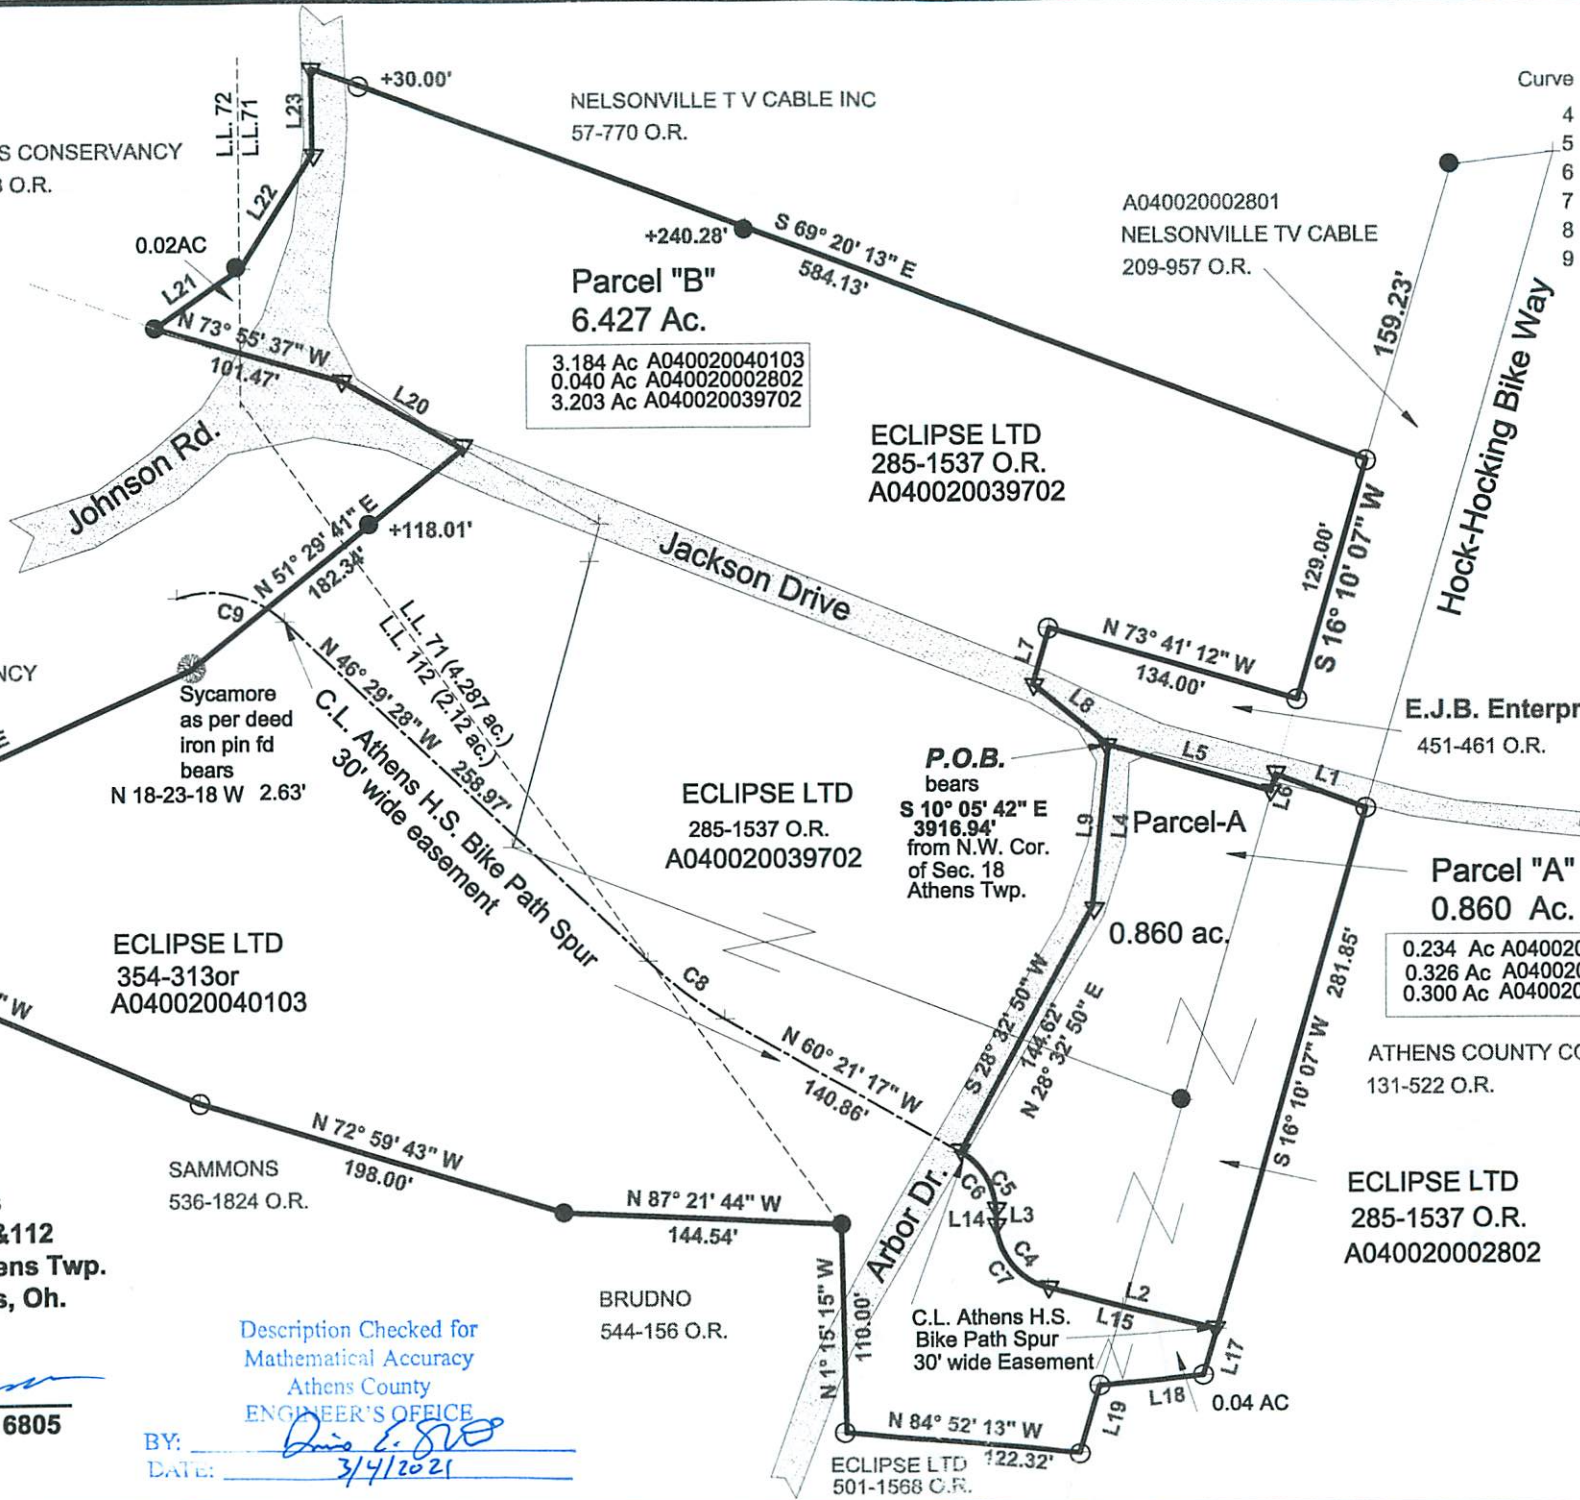 Curve
4
5
6
7
8
9
+30.00'
NELSONVILLE T V CABLE INC
57-770 O.R.
L.L. 72
L.L.71
L23
S CONSERVANCY
O.R.
L22
0.02AC
L21
N 73° 55' 37" W
101.47'
L20
+240.28'
S 69° 20' 13" E
584.13'
Parcel "B"
6.427 Ac.
3.184 Ac A040020040103
0.040 Ac A040020002802
3.203 Ac A040020039702
A040020002801
NELSONVILLE TV CABLE
209-957 O.R.
159.23'
Hock-Hocking Bike Way
ECLIPSE LTD
285-1537 O.R.
A040020039702
129.00'
S 16° 10' 07" W
Johnson Rd.
N 51° 29' 41" E
182.34'
+118.01'
C9
Jackson Drive
L.L. 71 (4.287 ac.)
L.L. 112 (2.12 ac.)
N 46° 29' 28" W
258.97'
C.L. Athens H.S. Bike Path Spur
30' wide easement
NCY
Sycamore
as per deed
iron pin fd
bears
N 18-23-18 W 2.63'
E
L7
N 73° 41' 12" W
134.00'
L8
E.J.B. Enterpr
451-461 O.R.
P.O.B.
bears
S 10° 05' 42" E
3916.94'
from N.W. Cor.
of Sec. 18
Athens Twp.
L5
L6
L1
L9
L4
Parcel-A
0.860 ac.
ECLIPSE LTD
285-1537 O.R.
A040020039702
Parcel "A"
0.860 Ac.
0.234 Ac A04002
0.326 Ac A04002
0.300 Ac A04002
ATHENS COUNTY CO
131-522 O.R.
S 16° 10' 07" W 281.85'
ECLIPSE LTD
354-313or
A040020040103
" W
C8
N 60° 21' 17" W
140.86'
S 28° 32' 50" W
144.62'
N 28° 32' 50" E
N 72° 59' 43" W
198.00'
SAMMONS
536-1824 O.R.
N 87° 21' 44" W
144.54'
Arbor Dr.
C6
C5
L14
L3
C4
C7
L2
L15
ECLIPSE LTD
285-1537 O.R.
A040020002802
&112
ens Twp.
s, Oh.
BRUDNO
544-156 O.R.
N 1° 15' 15" W
110.00'
C.L. Athens H.S.
Bike Path Spur
30' wide Easement
L17
L18
0.04 AC
L19
N 84° 52' 13" W
122.32'
ECLIPSE LTD
501-1568 O.R.
6805
Description Checked for
Mathematical Accuracy
Athens County
ENGINEER'S OFFICE
BY:
DATE: 3/4/2021